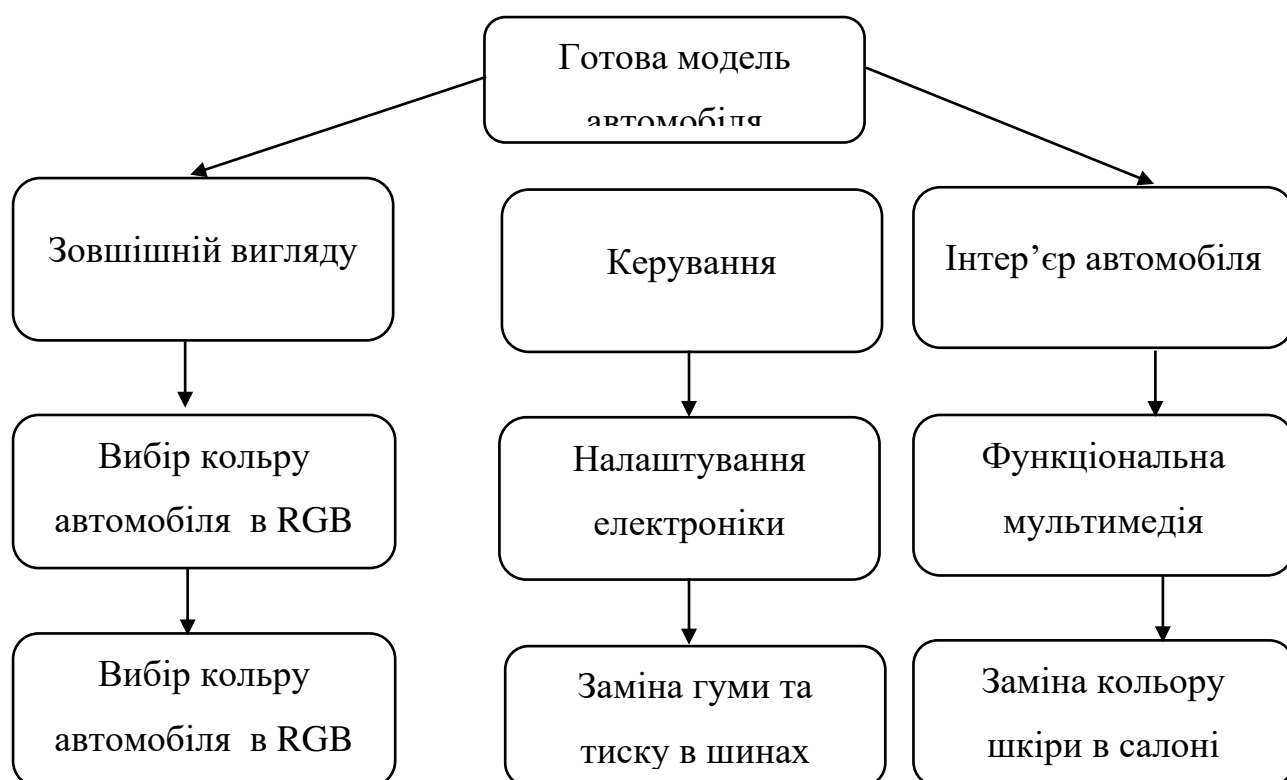 Готова модель
автомобіля
Зовшішній вигляду
Керування
Інтер’єр автомобіля
Вибір кольру
автомобіля в RGB
Налаштування
електроніки
Функціональна
мультимедія
Вибір кольру
автомобіля в RGB
Заміна гуми та
тиску в шинах
Заміна кольору
шкіри в салоні